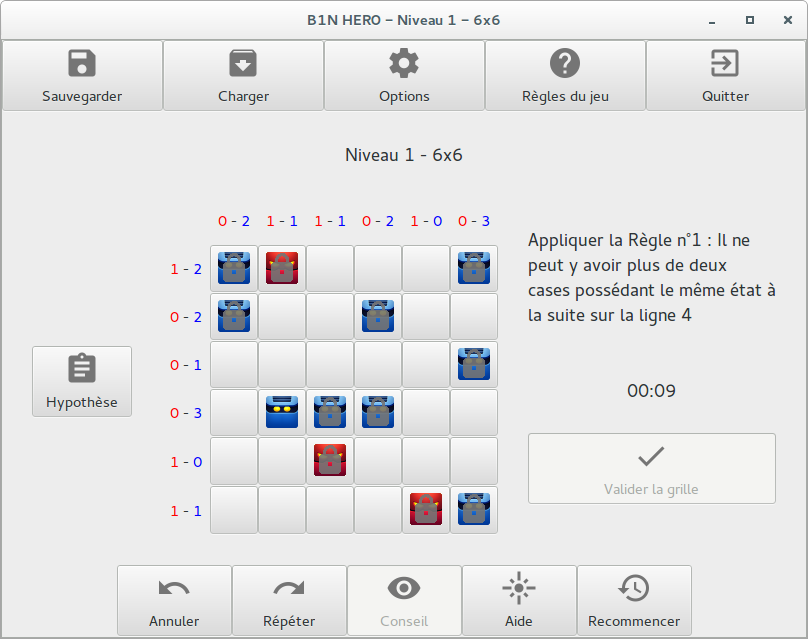 B1N HERO – Niveau 1 – 6x6
Sauvegarder
Charger
Options
Règles du jeu
Quitter
Niveau 1 - 6x6
0 - 2 1 - 1 1 - 1 0 - 2 1 - 0 0 - 3
1 - 2
0 - 2
0 - 1
0 - 3
1 - 0
1 - 1
Hypothèse
Appliquer la Règle n°1 : Il ne
peut y avoir plus de deux
cases possédant le même état à
la suite sur la ligne 4
00:09
Valider la grille
Annuler
Répéter
Conseil
Aide
Recommencer